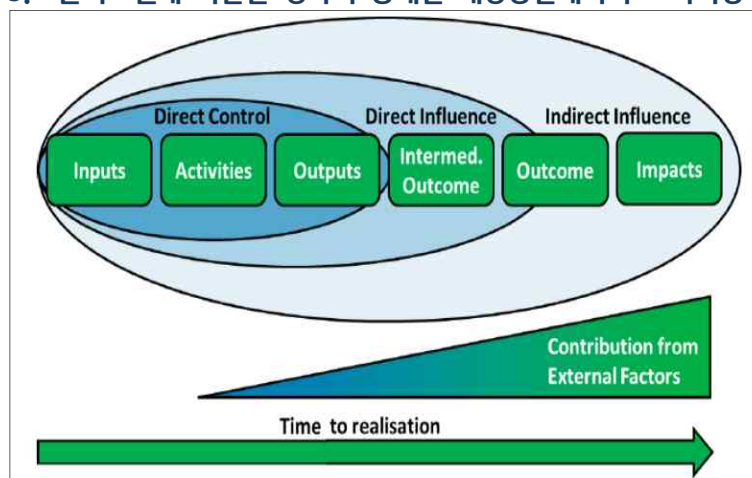 Direct Control Direct Influence Indirect Influence
Inputs Activities Outputs Intermed. Outcome Outcome Impacts
Contribution from
External Factors
Time to realisation